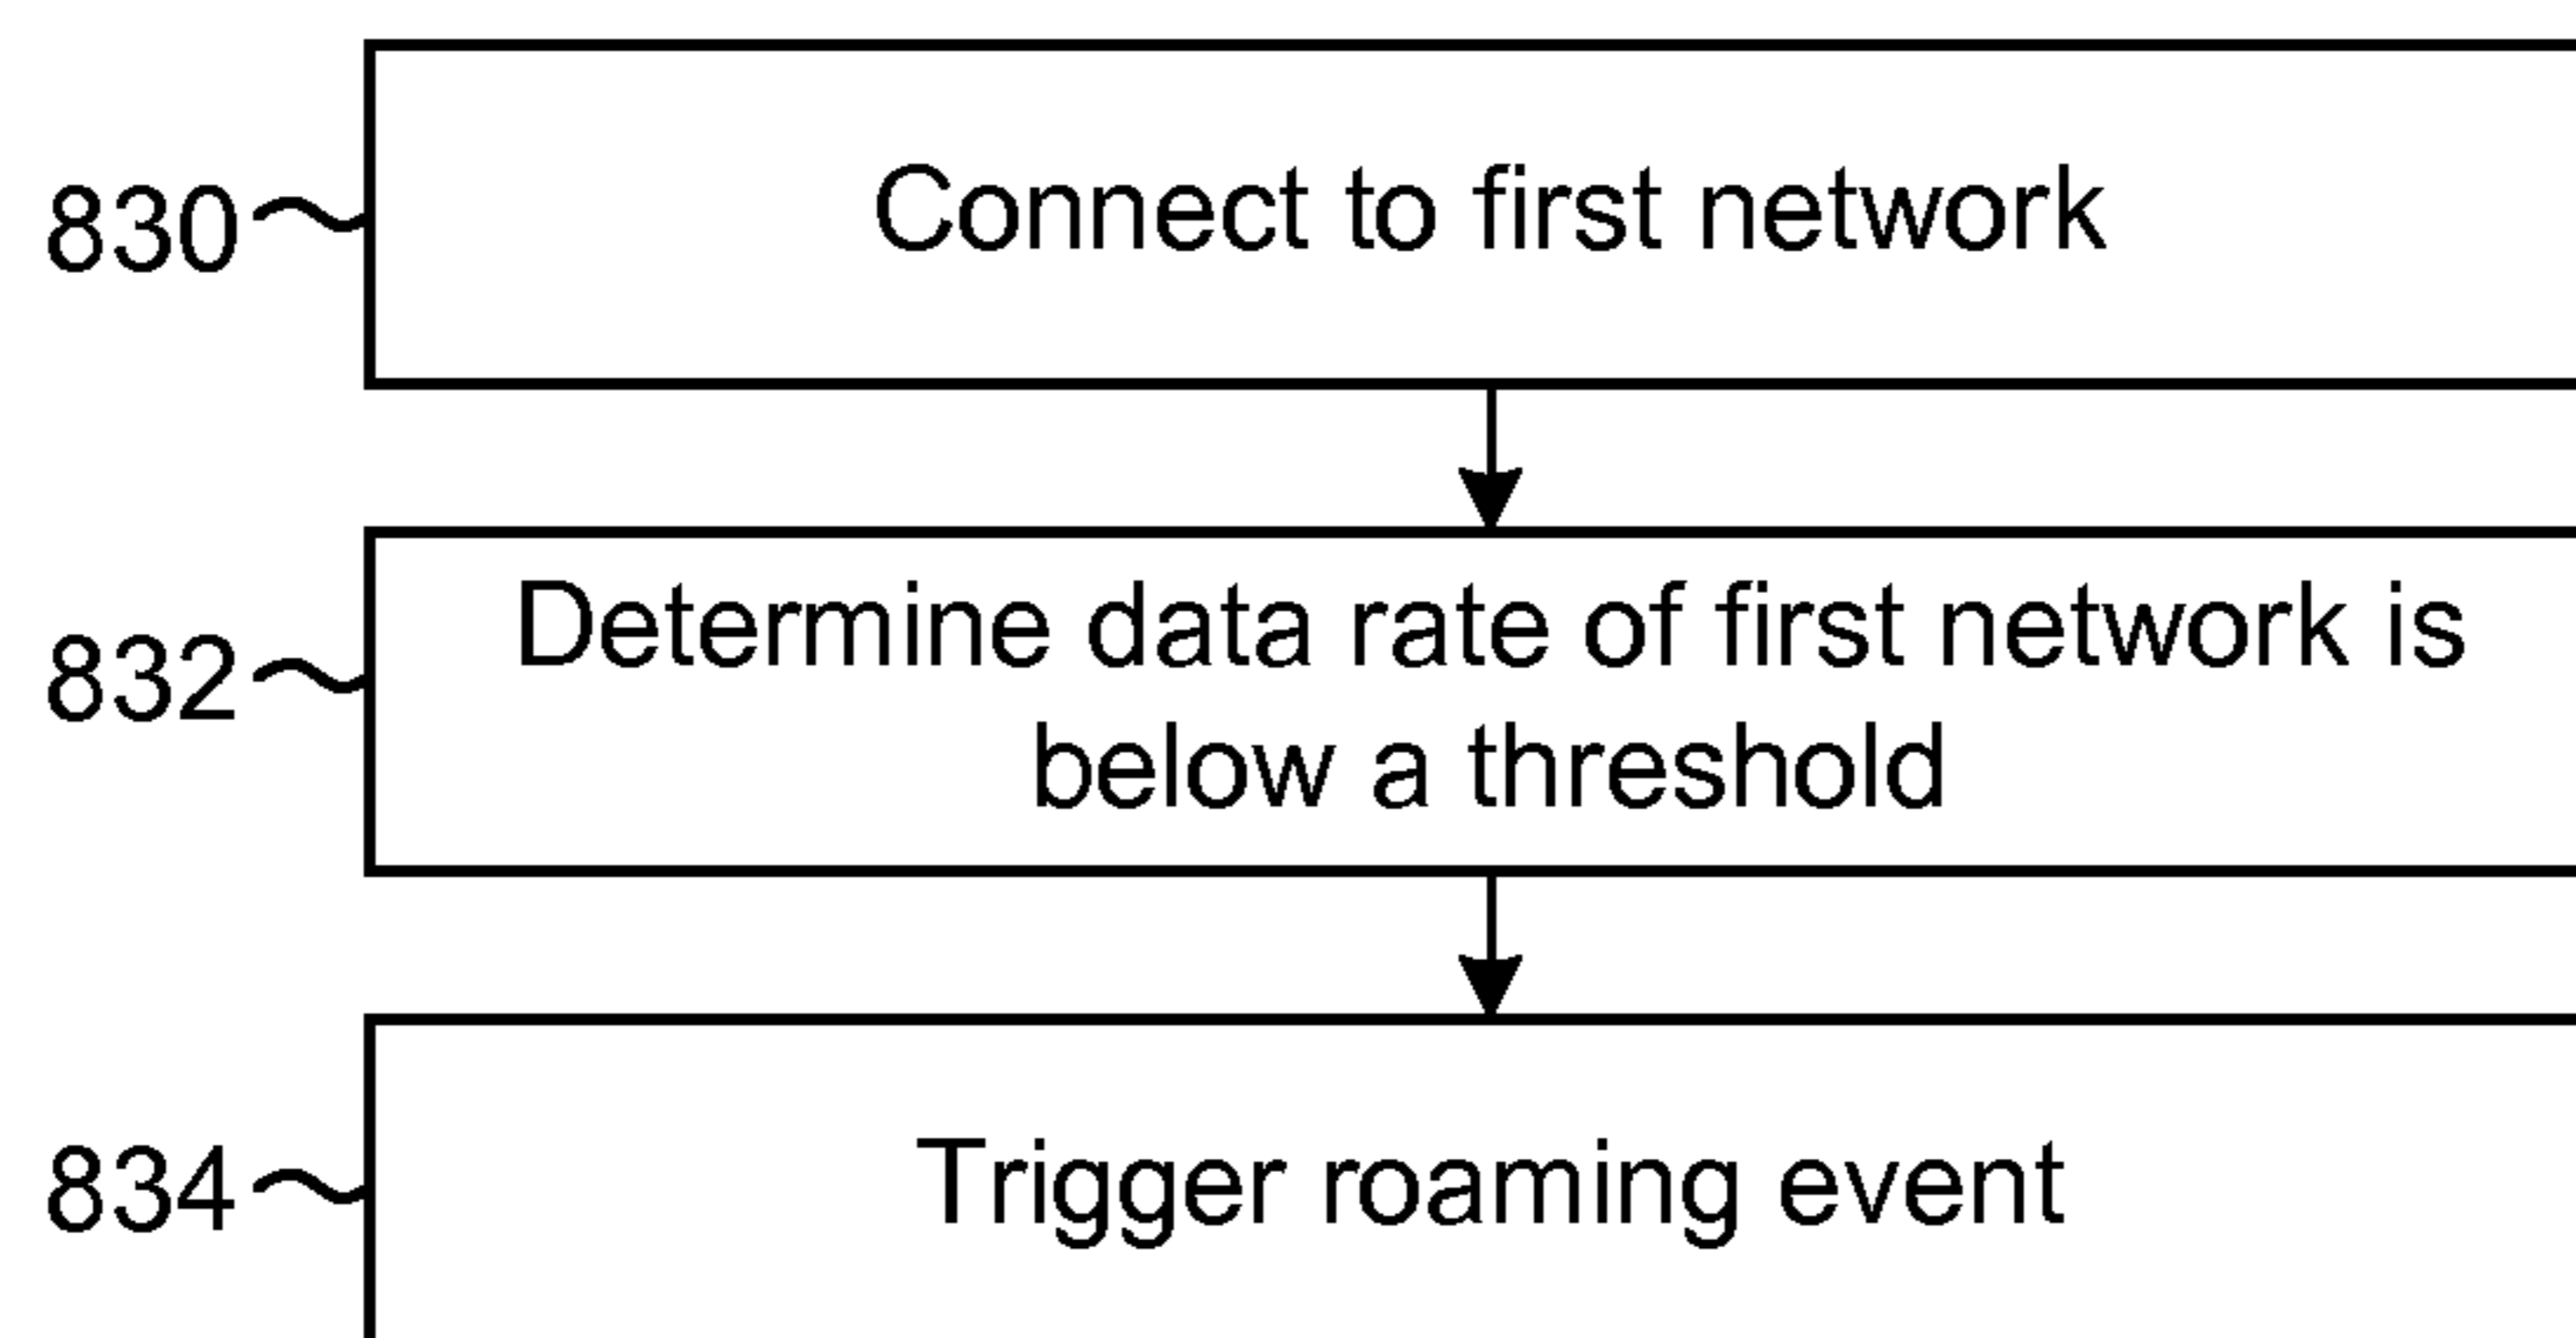 830
Connect to first network
832
Determine data rate of first network is
below a threshold
834
Trigger roaming event